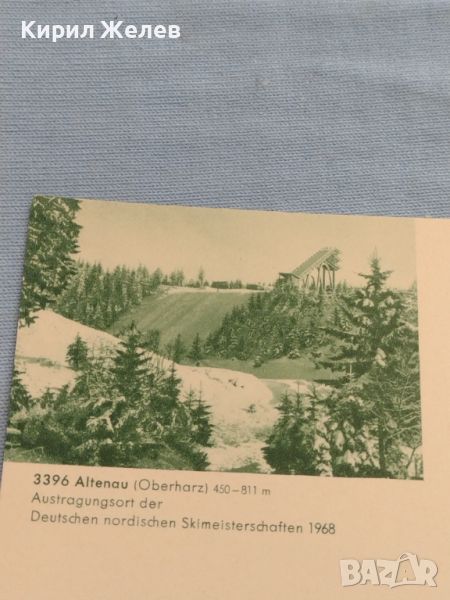 Кирил Желев
3396 Altenau (Oberharz) 450–811 m
Austragungsort der
Deutschen nordischen Skimeisterschaften 1968
BAZAR
bg